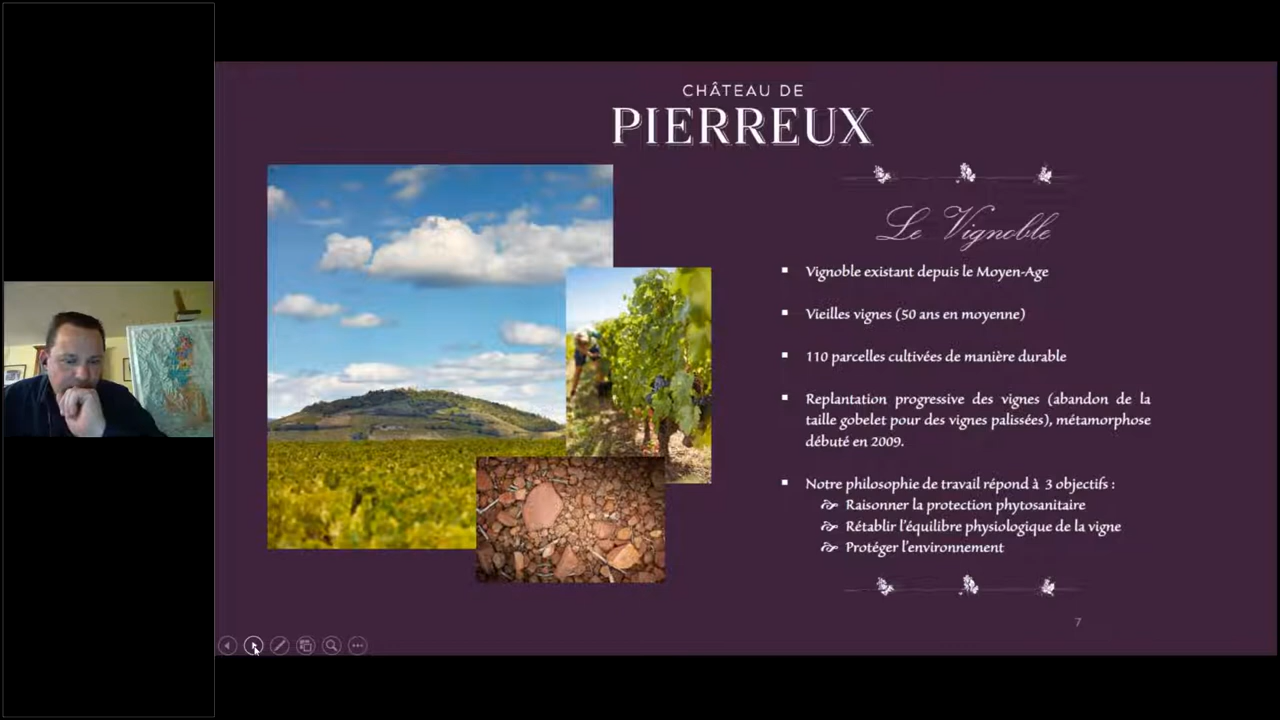 CHÂTEAU DE
PIERREUX
Le Vignoble
Vignoble existant depuis le Moyen-Age
Vieilles vignes (50 ans en moyenne)
110 parcelles cultivées de manière durable
Replantation progressive des vignes (abandon de la
taille gobelet pour des vignes palissées), métamorphose
débuté en 2009.
Notre philosophie de travail répond à 3 objectifs :
Raisonner la protection phytosanitaire
Rétablir l'équilibre physiologique de la vigne
Protéger l'environnement
7